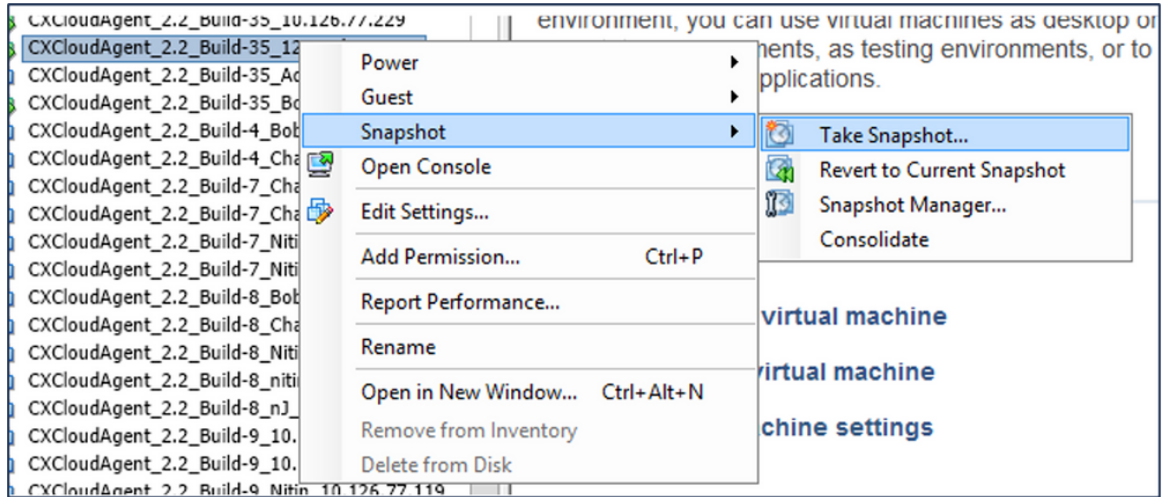 CXCloudAgent_2.2_Build-35_10.126.77.229
CXCloudAgent_2.2_Build-35_12
CXCloudAgent_2.2_Build-35_Ad
CXCloudAgent_2.2_Build-35_Bo
CXCloudAgent_2.2_Build-4_Bob
CXCloudAgent_2.2_Build-4_Cha
CXCloudAgent_2.2_Build-7_Cha
CXCloudAgent_2.2_Build-7_Cha
CXCloudAgent_2.2_Build-7_Niti
CXCloudAgent_2.2_Build-7_Niti
CXCloudAgent_2.2_Build-8_Bob
CXCloudAgent_2.2_Build-8_Cha
CXCloudAgent_2.2_Build-8_Niti
CXCloudAgent_2.2_Build-8_niti
CXCloudAgent_2.2_Build-8_nJ_
CXCloudAgent_2.2_Build-9_10.
CXCloudAgent_2.2_Build-9_10.
CXCloudAgent_2.2_Build-9_Nitin_10.126.77.119
Power
Guest
Snapshot
Open Console
Edit Settings...
Add Permission... Ctrl+P
Report Performance...
Rename
Open in New Window... Ctrl+Alt+N
Remove from Inventory
Delete from Disk
Take Snapshot...
Revert to Current Snapshot
Snapshot Manager...
Consolidate
environment, you can use virtual machines as desktop or
ments, as testing environments, or to
pplications.
virtual machine
virtual machine
chine settings